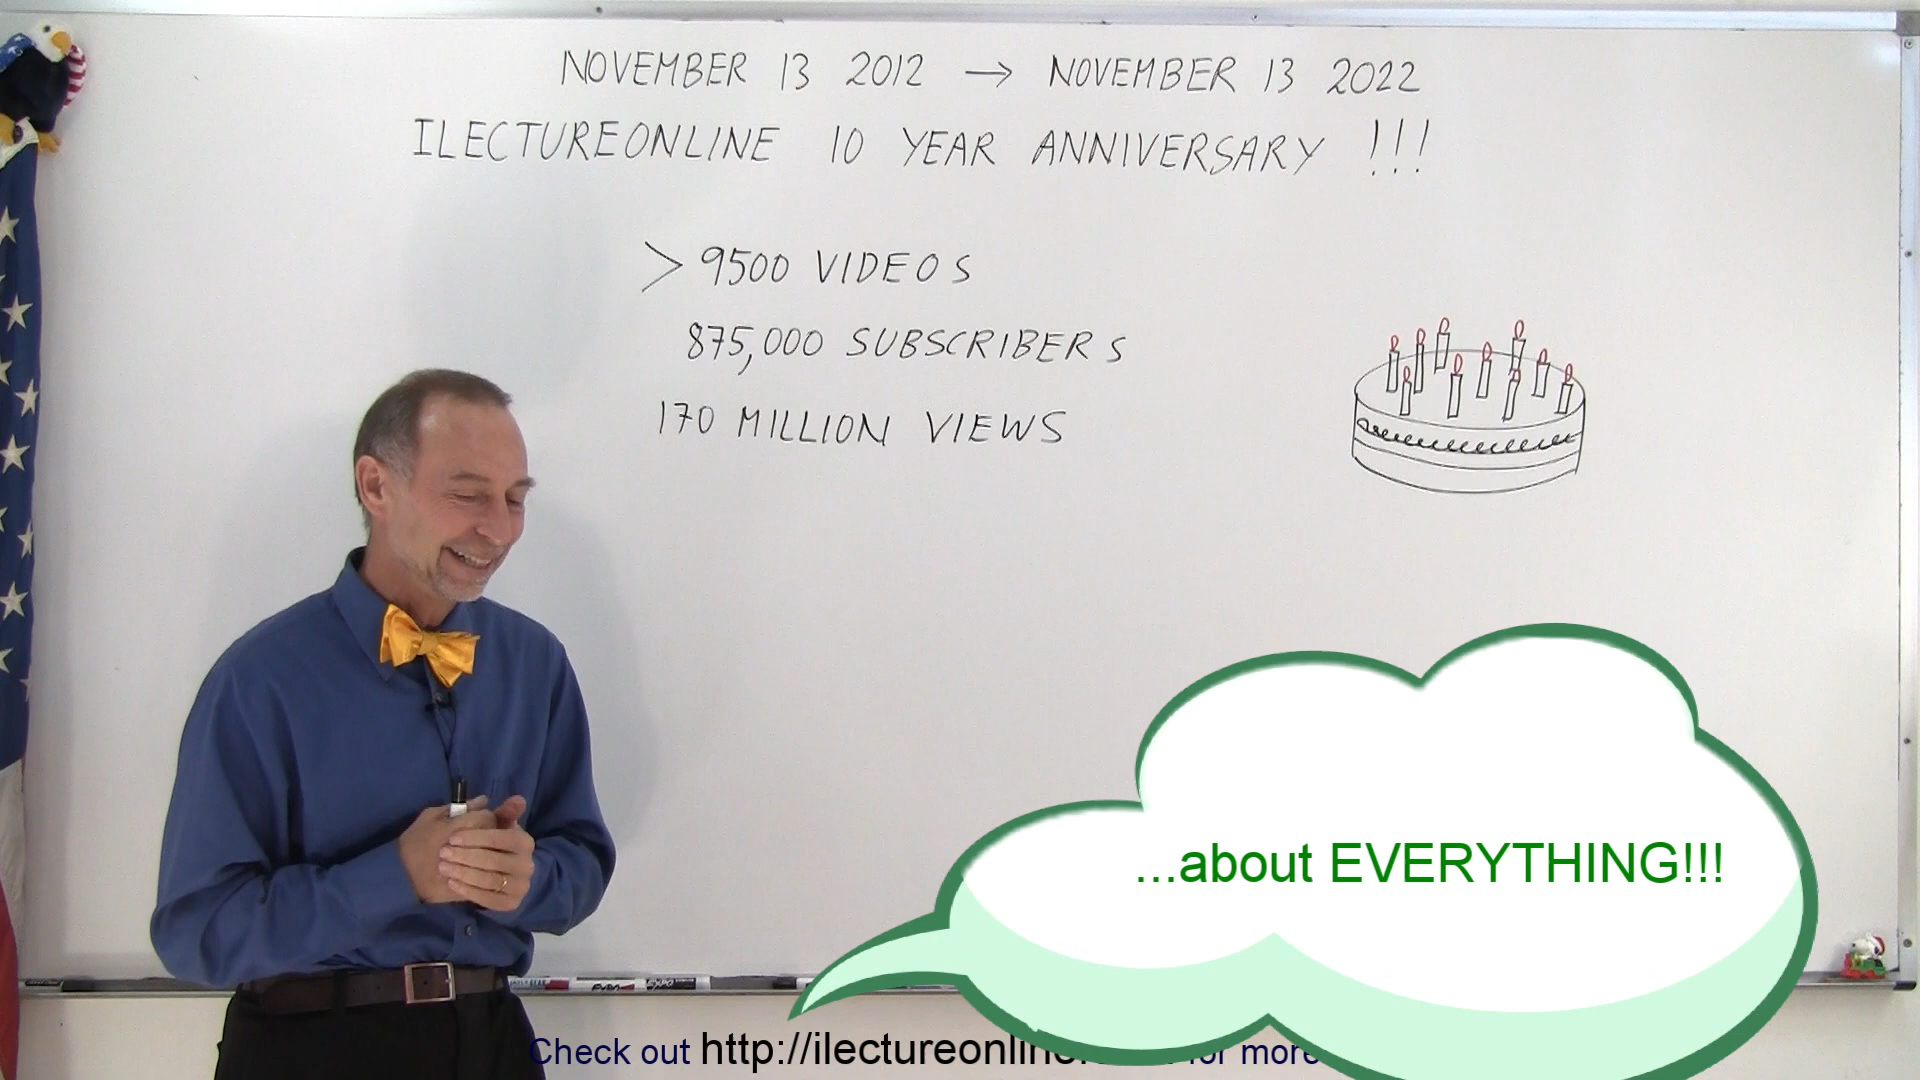 NOVEMBER 13 2012 → NOVEMBER 13 2022
ILECTUREONLINE 10 YEAR ANNIVERSARY !!!
> 9500 VIDEOS
875,000 SUBSCRIBERS
170 MILLION VIEWS
...about EVERYTHING!!!
EXPO
Check out http://ilectureonline. for more